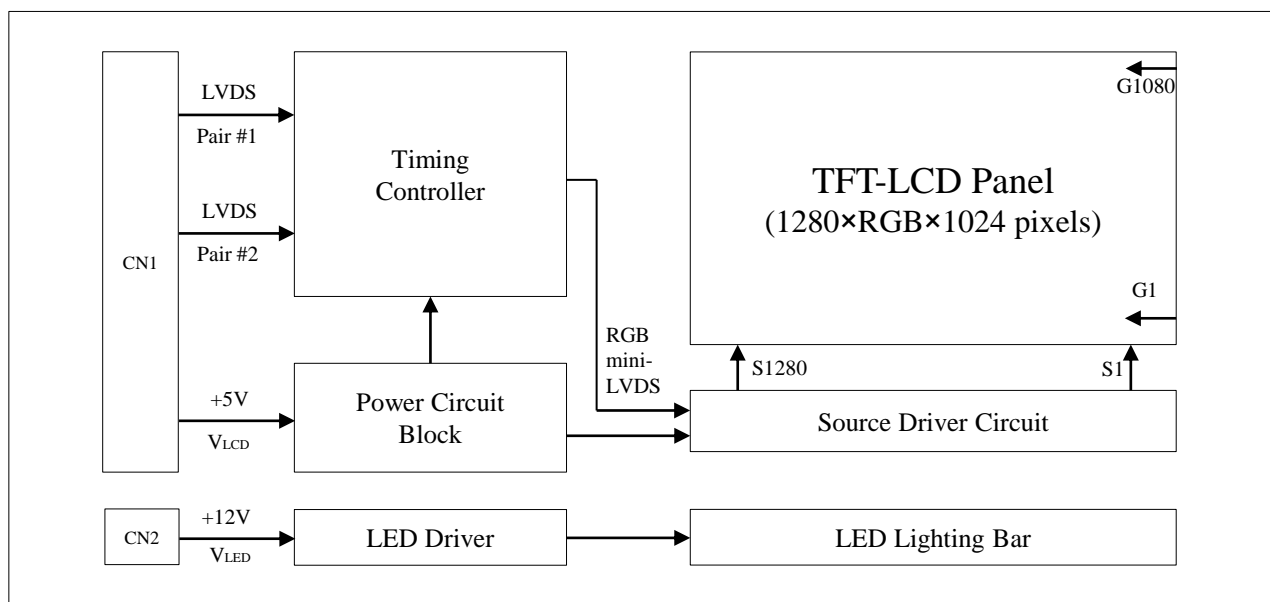 CN1
LVDS
Pair #1
LVDS
Pair #2
+5V
VLCD
Timing
Controller
Power Circuit
Block
RGB
mini-
LVDS
TFT-LCD Panel
(1280×RGB×1024 pixels)
G1080
G1
S1280
S1
Source Driver Circuit
CN2
+12V
VLED
LED Driver
LED Lighting Bar